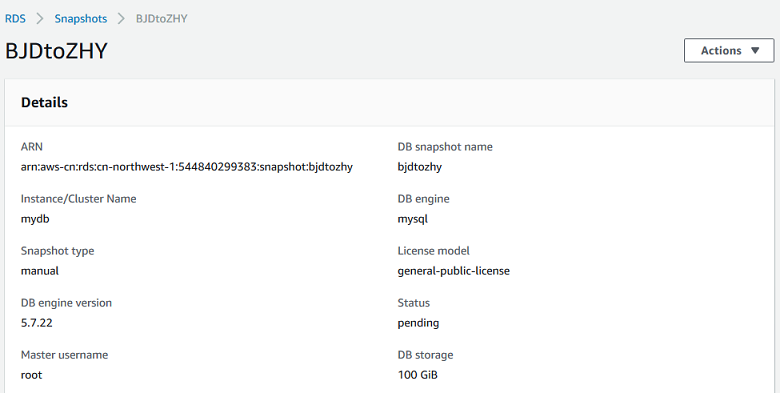 RDS > Snapshots > BJDtoZHY
BJDtoZHY
Actions
Details
ARN
arn:aws-cn:rds:cn-northwest-1:544840299383:snapshot:bjdtozhy
DB snapshot name
bjdtozhy
Instance/Cluster Name
mydb
DB engine
mysql
Snapshot type
manual
License model
general-public-license
DB engine version
5.7.22
Status
pending
Master username
root
DB storage
100 GiB